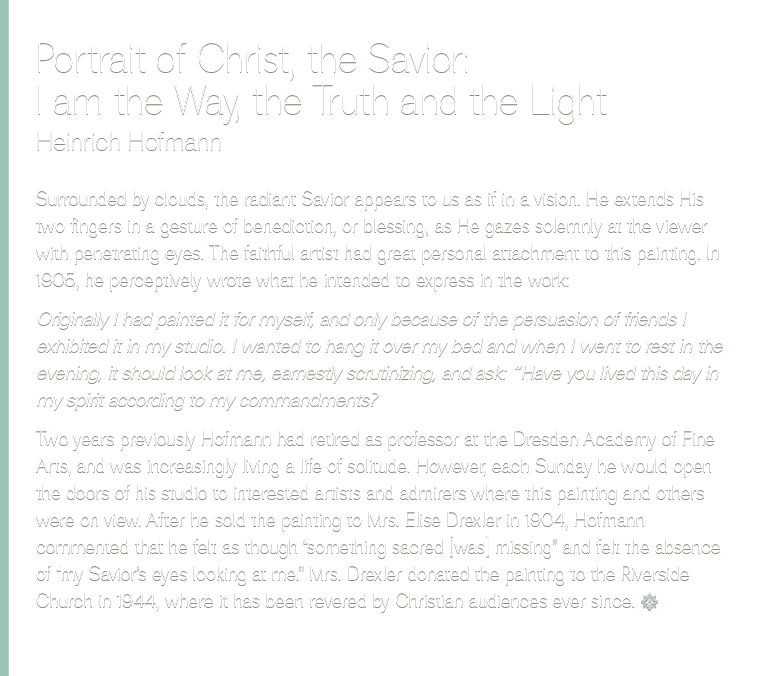 Portrait of Christ, the Savior:
I am the Way, the Truth and the Light
Heinrich Hofmann
Surrounded by clouds, the radiant Savior appears to us as if in a vision. He extends His
two fingers in a gesture of benediction, or blessing, as He gazes solemnly at the viewer
with penetrating eyes. The faithful artist had great personal attachment to this painting. In
1905, he perceptively wrote what he intended to express in the work:
Originally I had painted it for myself, and only because of the persuasion of friends I
exhibited it in my studio. I wanted to hang it over my bed and when I went to rest in the
evening, it should look at me, earnestly scrutinizing, and ask: “Have you lived this day in
my spirit according to my commandments?
Two years previously Hofmann had retired as professor at the Dresden Academy of Fine
Arts, and was increasingly living a life of solitude. However, each Sunday he would open
the doors of his studio to interested artists and admirers where this painting and others
were on view. After he sold the painting to Mrs. Elise Drexler in 1904, Hofmann
commented that he felt as though “something sacred [was] missing” and felt the absence
of “my Savior’s eyes looking at me.” Mrs. Drexler donated the painting to the Riverside
Church in 1944, where it has been revered by Christian audiences ever since.